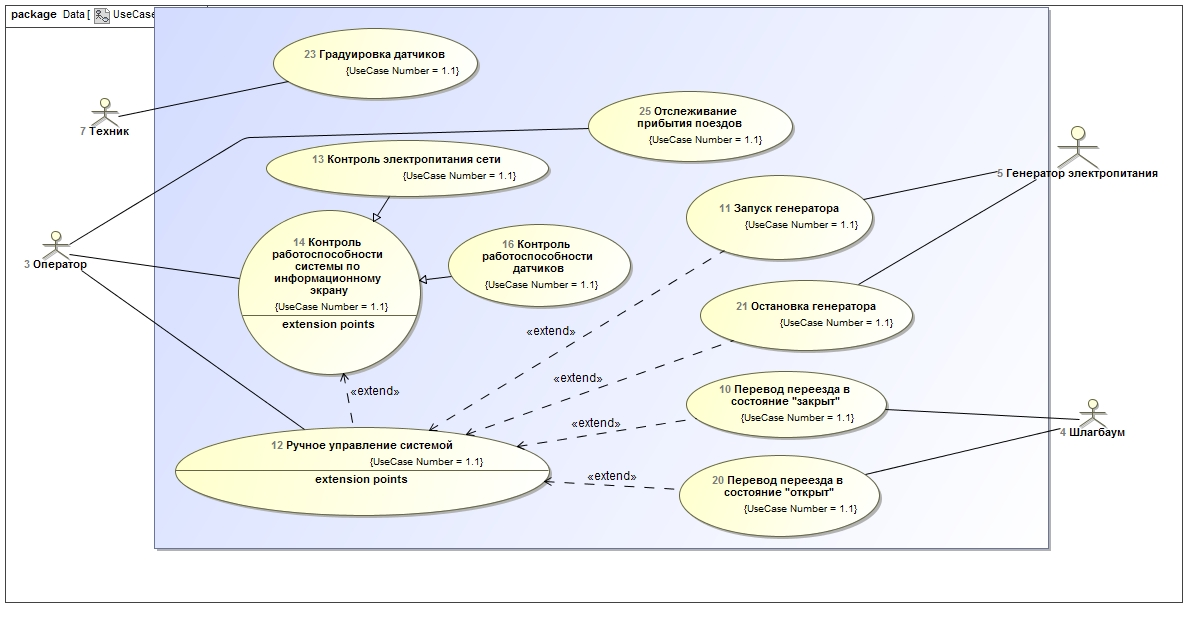 package Data [ UseCase
23 Градуировка датчиков
{UseCase Number = 1.1}
7 Техник
25 Отслеживание
прибытия поездов
{UseCase Number = 1.1}
13 Контроль электропитания сети
{UseCase Number = 1.1}
5 Генератор электропитания
11 Запуск генератора
{UseCase Number = 1.1}
3 Оператор
14 Контроль
работоспособности
системы по
информационному
экрану
{UseCase Number = 1.1}
extension points
16 Контроль
работоспособности
датчиков
{UseCase Number = 1.1}
21 Остановка генератора
{UseCase Number = 1.1}
«extend»
«extend»
«extend»
10 Перевод переезда в
состояние "закрыт"
{UseCase Number = 1.1}
«extend»
4 Шлагбаум
12 Ручное управление системой
{UseCase Number = 1.1}
extension points
«extend»
20 Перевод переезда в
состояние "открыт"
{UseCase Number = 1.1}